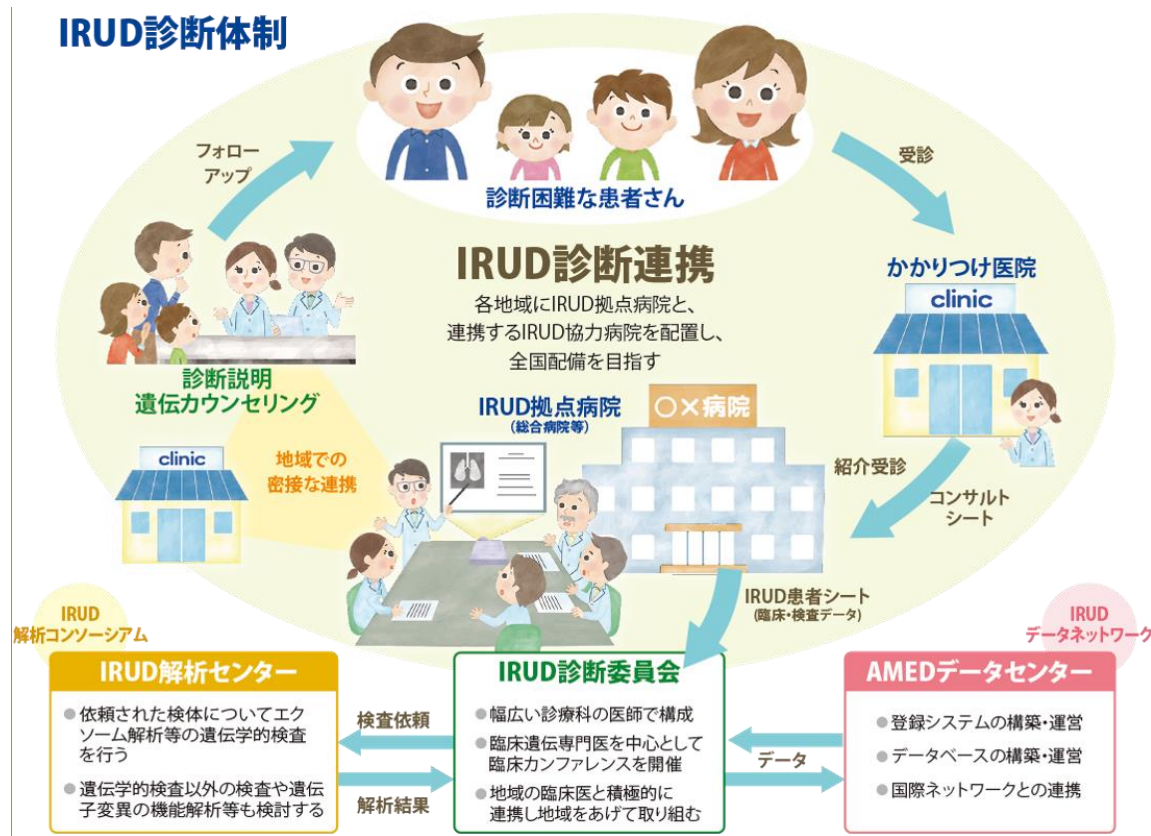 IRUD診断体制
フォロー
アップ
受診
診断困難な患者さん
IRUD診断連携
各地域にIRUD拠点病院と、
連携するIRUD協力病院を配置し、
全国配備を目指す
かかりつけ医院
clinic
診断説明
遺伝カウンセリング
IRUD拠点病院
(総合病院等)
〇×病院
clinic
地域での
密接な連携
紹介受診
コンサルト
シート
IRUD患者シート
(臨床・検査データ)
IRUD
解析コンソーシアム
IRUD
データネットワーク
IRUD解析センター
●依頼された検体についてエク
ソーム解析等の遺伝学的検査
を行う
●遺伝学的検査以外の検査や遺伝
子変異の機能解析等も検討する
検査依頼
解析結果
IRUD診断委員会
●幅広い診療科の医師で構成
●臨床遺伝専門医を中心として
臨床カンファレンスを開催
●地域の臨床医と積極的に
連携し地域をあげて取り組む
データ
AMEDデータセンター
●登録システムの構築・運営
●データベースの構築・運営
●国際ネットワークとの連携